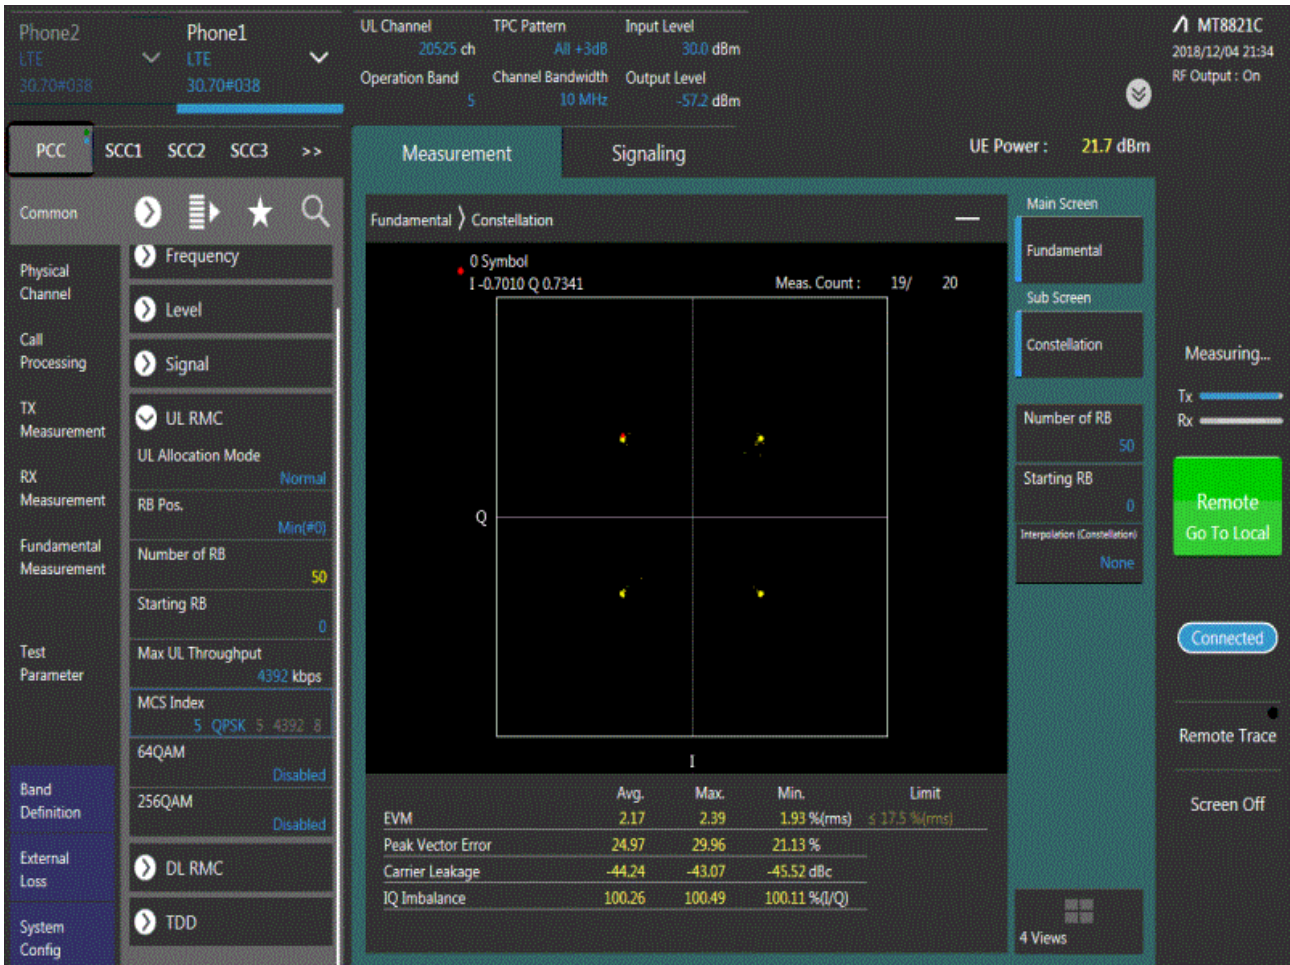 Phone2
LTE
30.70#038
Phone1
LTE
30.70#038
UL Channel
20525 ch
TPC Pattern
All +3dB
Input Level
30.0 dBm
Operation Band
5
Channel Bandwidth
10 MHz
Output Level
-57.2 dBm
MT8821C
2018/12/04 21:34
RF Output : On
PCC SCC1 SCC2 SCC3 >>
Measurement Signaling
UE Power : 21.7 dBm
Common
Physical
Channel
Call
Processing
TX
Measurement
RX
Measurement
Fundamental
Measurement
Test
Parameter
Band
Definition
External
Loss
System
Config
Frequency
Level
Signal
UL RMC
UL Allocation Mode
Normal
RB Pos.
Min(#0)
Number of RB
50
Starting RB
0
Max UL Throughput
4392 kbps
MCS Index
5 QPSK 5 4392 8
64QAM
Disabled
256QAM
Disabled
DL RMC
TDD
Fundamental 〉 Constellation
0 Symbol
I -0.7010 Q 0.7341
Meas. Count : 19/ 20
Q
I
Avg. Max. Min. Limit
EVM 2.17 2.39 1.93 %(rms) ≤ 17.5 %(rms)
Peak Vector Error 24.97 29.96 21.13 %
Carrier Leakage -44.24 -43.07 -45.52 dBc
IQ Imbalance 100.26 100.49 100.11 %(I/Q)
Main Screen
Fundamental
Sub Screen
Constellation
Number of RB
50
Starting RB
0
Interpolation (Constellation)
None
4 Views
Measuring...
Tx
Rx
Remote
Go To Local
Connected
Remote Trace
Screen Off